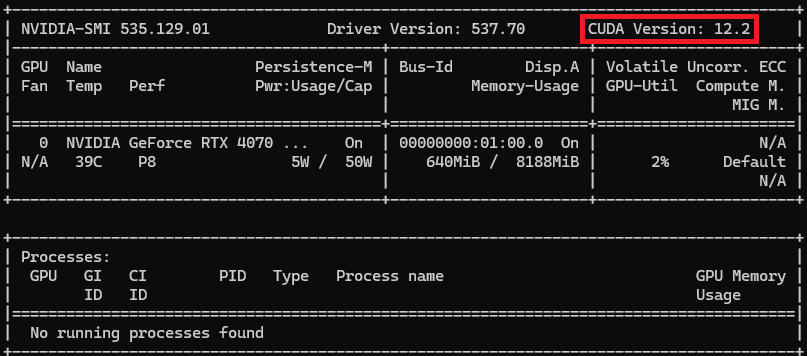 NVIDIA-SMI 535.129.01 Driver Version: 537.70 CUDA Version: 12.2
GPU Name Persistence-M | Bus-Id Disp.A | Volatile Uncorr. ECC
Fan Temp Perf Pwr:Usage/Cap | Memory-Usage | GPU-Util Compute M.
MIG M.
0 NVIDIA GeForce RTX 4070 ... On | 00000000:01:00.0 On | N/A
N/A 39C P8 5W / 50W | 640MiB / 8188MiB | 2% Default
N/A
Processes:
GPU GI CI PID Type Process name GPU Memory
ID ID Usage
No running processes found